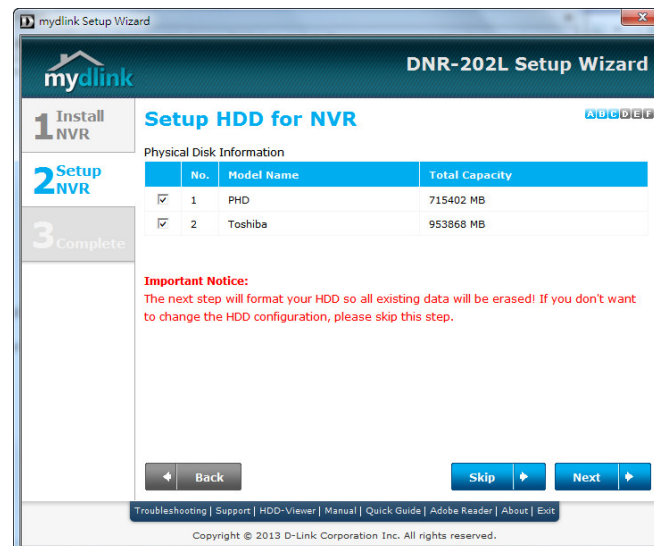 mydlink Setup Wizard
mydlink
DNR-202L Setup Wizard
1 Install NVR
2 Setup NVR
3 Complete
Setup HDD for NVR
A B C D E F
Physical Disk Information
No. Model Name Total Capacity
1 PHD 715402 MB
2 Toshiba 953868 MB
Important Notice:
The next step will format your HDD so all existing data will be erased! If you don't want
to change the HDD configuration, please skip this step.
Back
Skip
Next
Troubleshooting | Support | HDD-Viewer | Manual | Quick Guide | Adobe Reader | About | Exit
Copyright © 2013 D-Link Corporation Inc. All rights reserved.